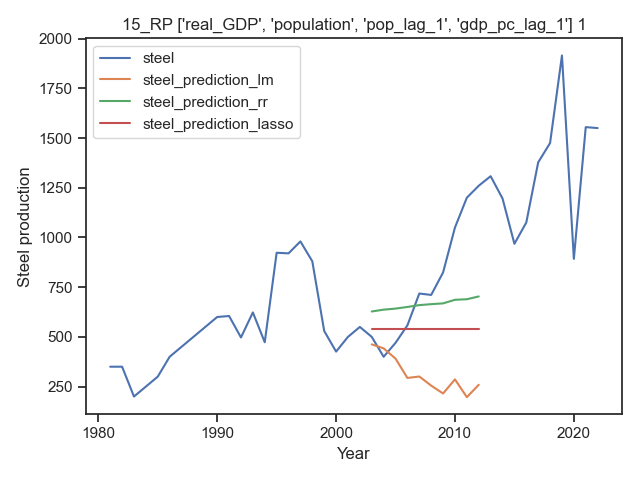 15_RP ['real_GDP', 'population', 'pop_lag_1', 'gdp_pc_lag_1'] 1
steel
steel_prediction_lm
steel_prediction_rr
steel_prediction_lasso
2000
1750
1500
1250
1000
750
500
250
Steel production
1980
1990
2000
2010
2020
Year